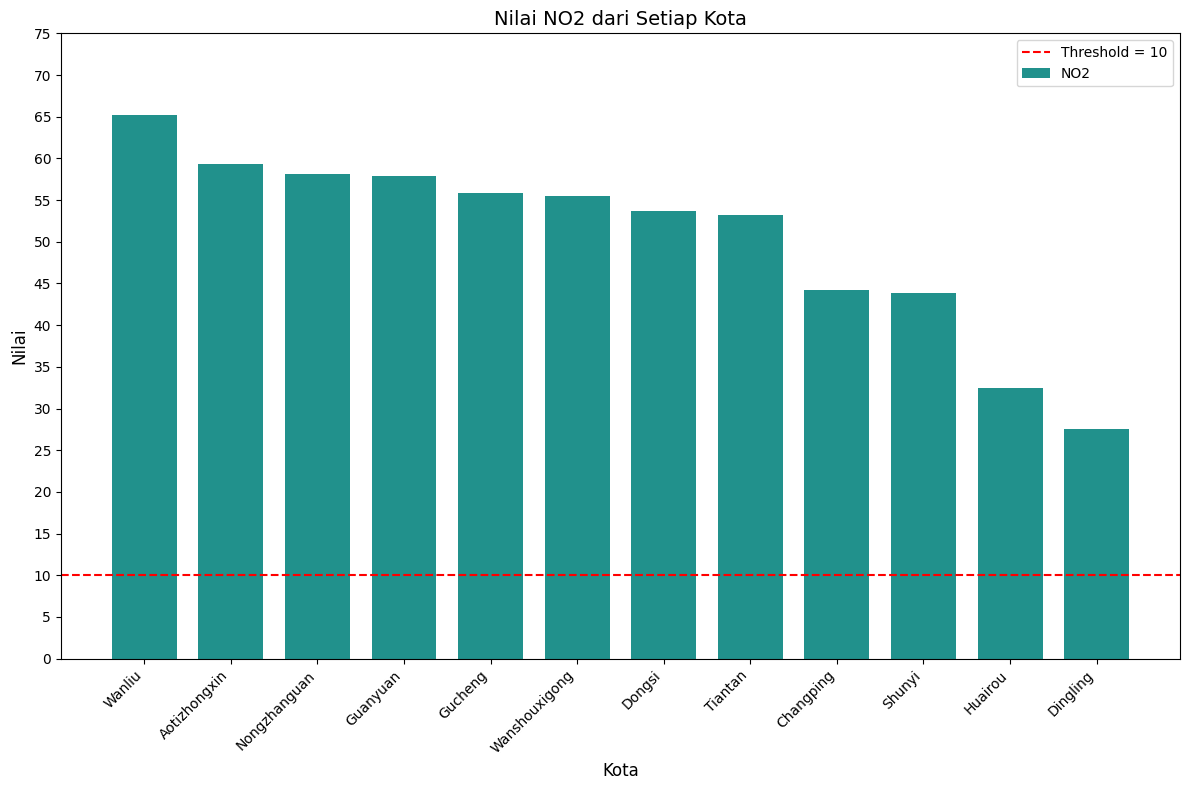 Nilai NO2 dari Setiap Kota
Threshold = 10
NO2
Nilai
75
70
65
60
55
50
45
40
35
30
25
20
15
10
5
0
Wanliu
Aotizhongxin
Nongzhanguan
Guanyuan
Gucheng
Wanshouxigong
Dongsi
Tiantan
Changping
Shunyi
Huairou
Dingling
Kota